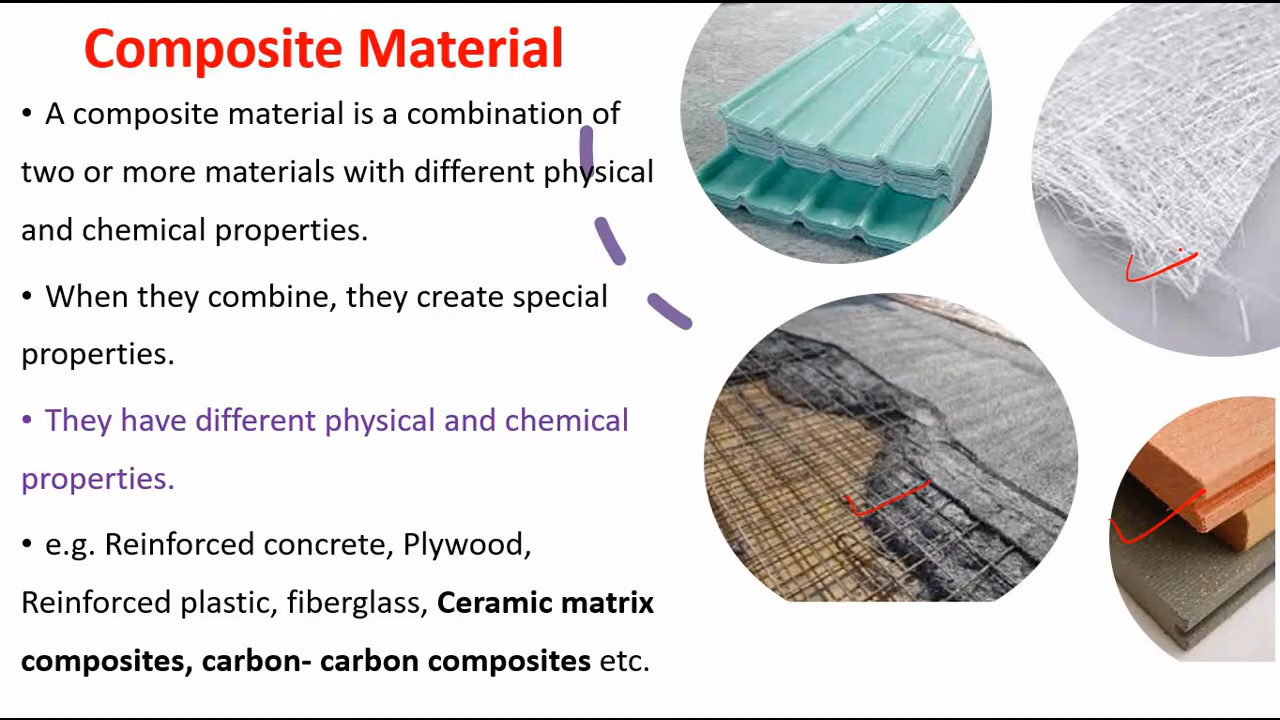 Composite Material
• A composite material is a combination of
two or more materials with different physical
and chemical properties.
• When they combine, they create special
properties.
• They have different physical and chemical
properties.
• e.g. Reinforced concrete, Plywood,
Reinforced plastic, fiberglass, Ceramic matrix
composites, carbon- carbon composites etc.